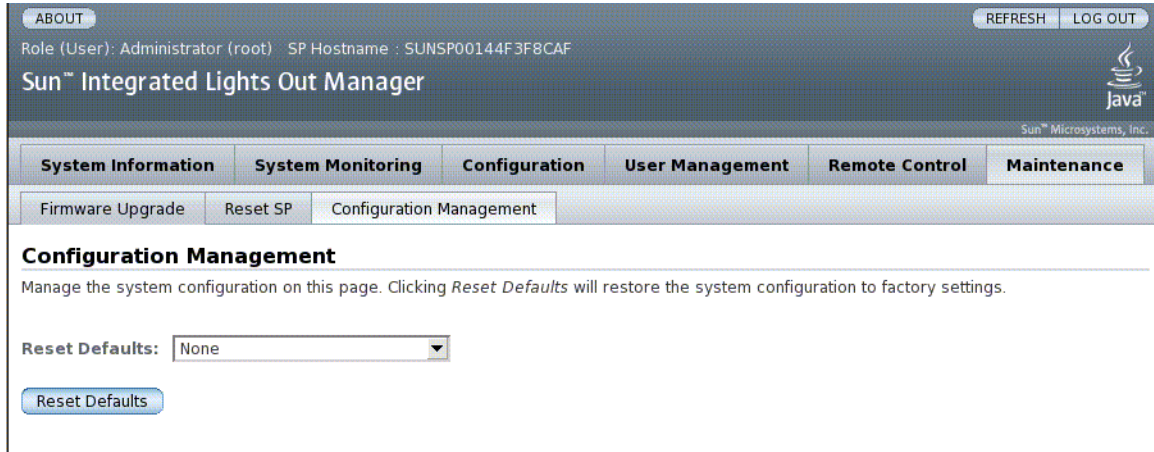 ABOUT REFRESH LOG OUT
Role (User): Administrator (root) SP Hostname : SUNSP00144F3F8CAF
Sun™ Integrated Lights Out Manager
Java™
Sun™ Microsystems, Inc.
System Information System Monitoring Configuration User Management Remote Control Maintenance
Firmware Upgrade Reset SP Configuration Management
Configuration Management
Manage the system configuration on this page. Clicking Reset Defaults will restore the system configuration to factory settings.
Reset Defaults: None
Reset Defaults